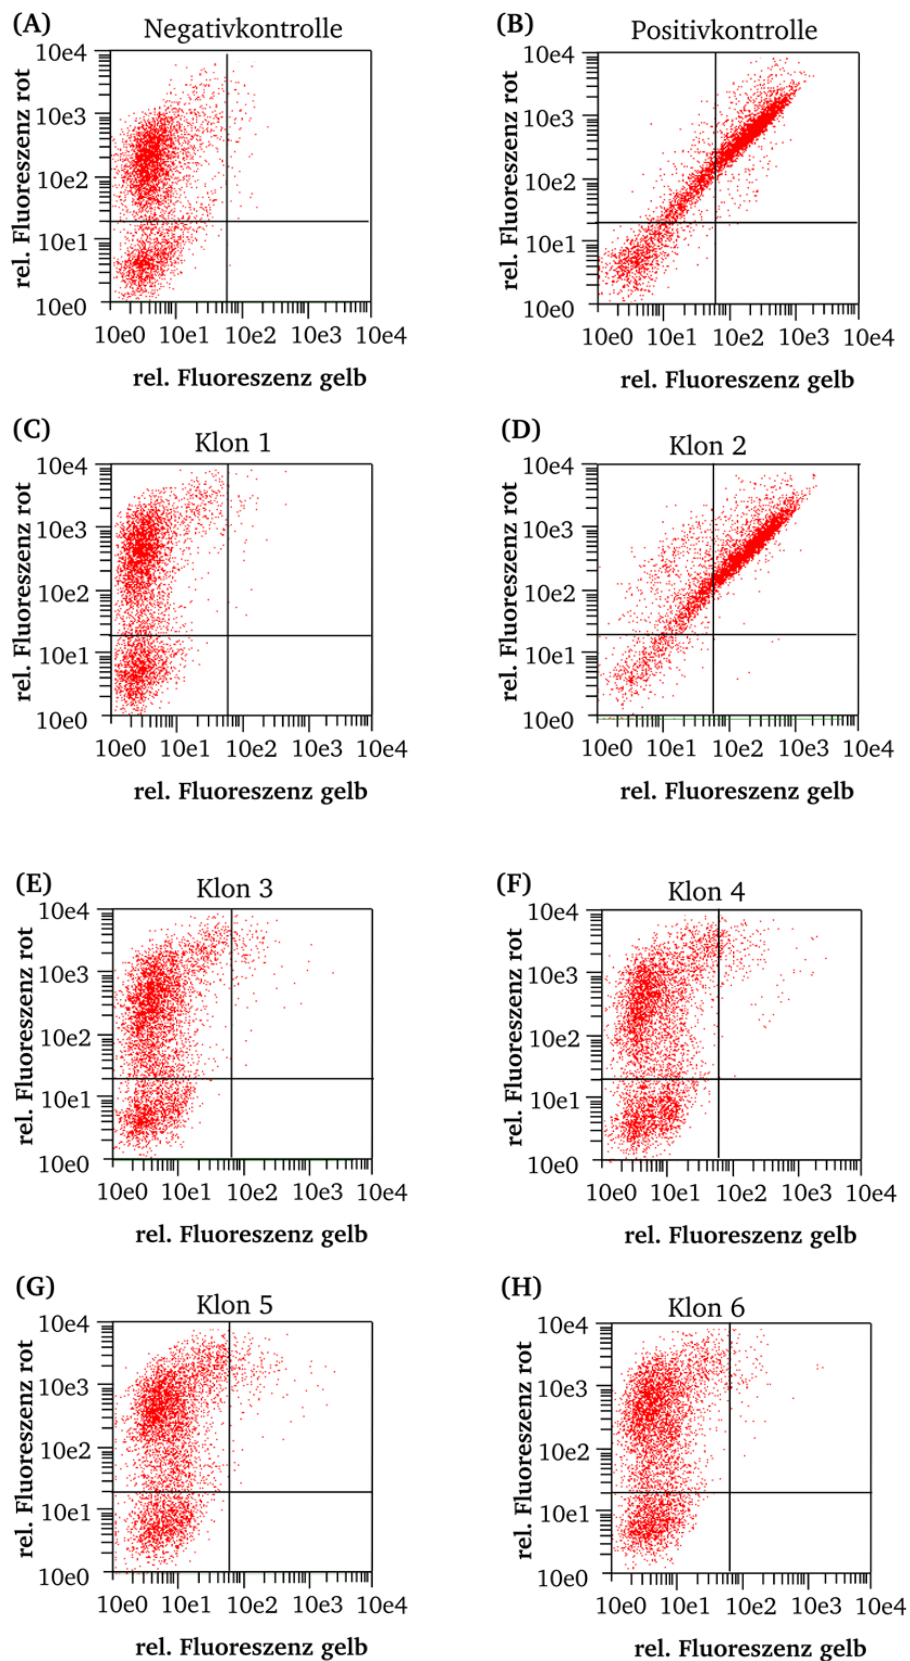 (A)
Negativkontrolle
rel. Fluoreszenz rot
10e4
10e3
10e2
10e1
10e0
10e0 10e1 10e2 10e3 10e4
rel. Fluoreszenz gelb
(B)
Positivkontrolle
rel. Fluoreszenz rot
10e4
10e3
10e2
10e1
10e0
10e0 10e1 10e2 10e3 10e4
rel. Fluoreszenz gelb
(C)
Klon 1
rel. Fluoreszenz rot
10e4
10e3
10e2
10e1
10e0
10e0 10e1 10e2 10e3 10e4
rel. Fluoreszenz gelb
(D)
Klon 2
rel. Fluoreszenz rot
10e4
10e3
10e2
10e1
10e0
10e0 10e1 10e2 10e3 10e4
rel. Fluoreszenz gelb
(E)
Klon 3
rel. Fluoreszenz rot
10e4
10e3
10e2
10e1
10e0
10e0 10e1 10e2 10e3 10e4
rel. Fluoreszenz gelb
(F)
Klon 4
rel. Fluoreszenz rot
10e4
10e3
10e2
10e1
10e0
10e0 10e1 10e2 10e3 10e4
rel. Fluoreszenz gelb
(G)
Klon 5
rel. Fluoreszenz rot
10e4
10e3
10e2
10e1
10e0
10e0 10e1 10e2 10e3 10e4
rel. Fluoreszenz gelb
(H)
Klon 6
rel. Fluoreszenz rot
10e4
10e3
10e2
10e1
10e0
10e0 10e1 10e2 10e3 10e4
rel. Fluoreszenz gelb